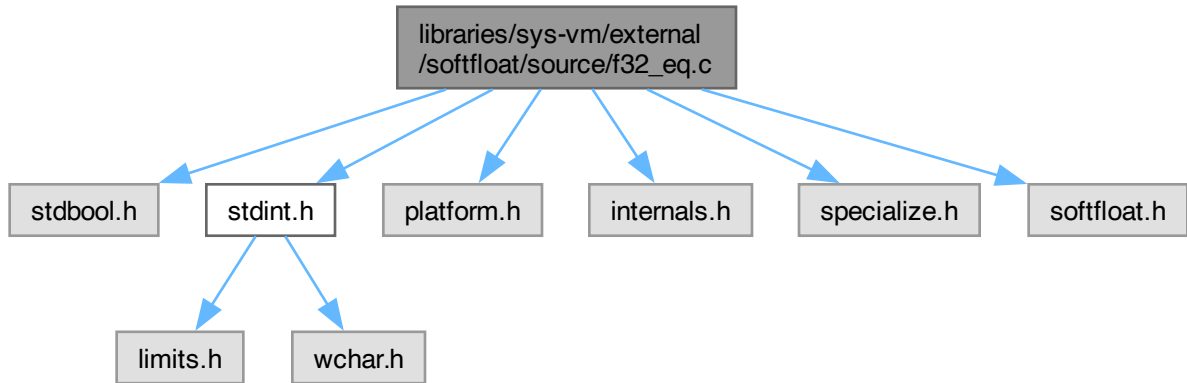 libraries/sys-vm/external
/softfloat/source/f32_eq.c
stdbool.h
stdint.h
platform.h
internals.h
specialize.h
softfloat.h
limits.h
wchar.h